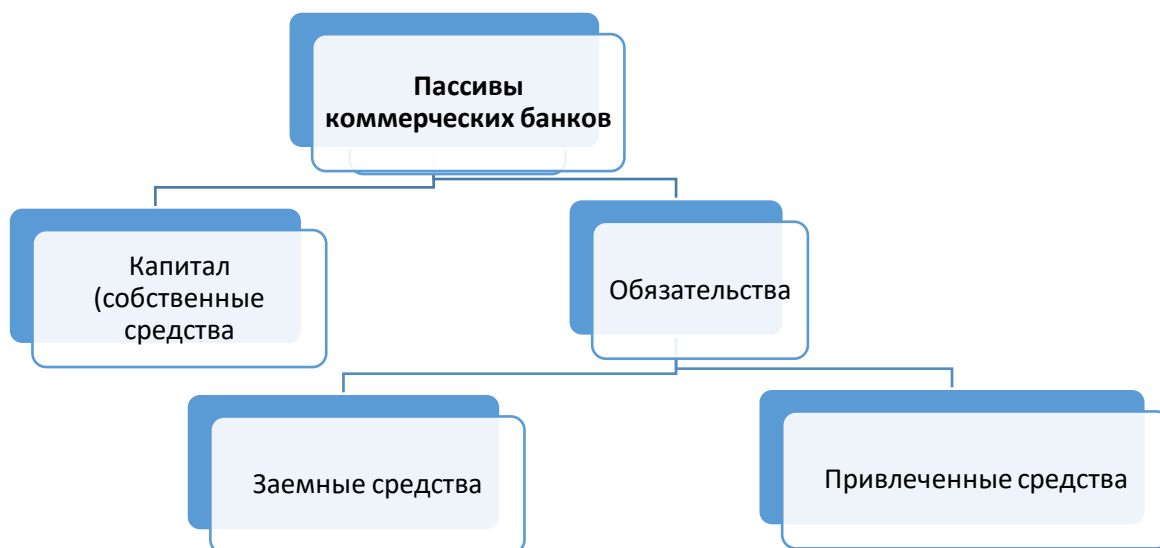 Пассивы
коммерческих банков
Капитал
(собственные
средства
Обязательства
Заемные средства
Привлеченные средства